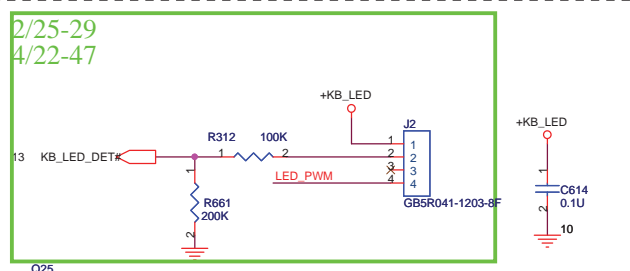 2/25-29
4/22-47
+KB_LED
J2
+KB_LED
R312 100K
13 KB_LED_DET#
1 2
1 1
2 2
3 3
4 4
LED_PWM
1
R661
200K
2
GB5R041-1203-8F
1
C614
0.1U
2
10
Q25